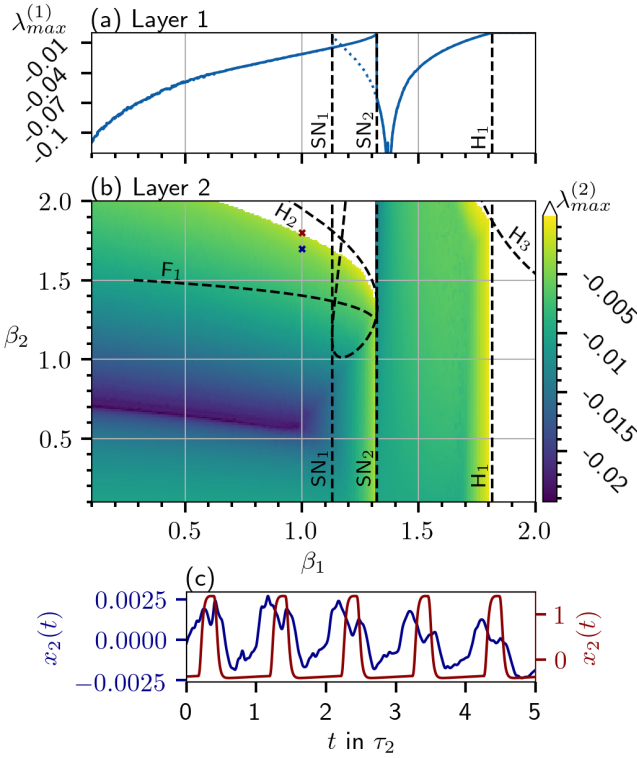 λ_max^(1) (a) Layer 1
-0.01
-0.04
-0.07
-0.1
SN₁
SN₂
H₁
(b) Layer 2
λ_max^(2)
2.0
1.5
1.0
0.5
β₂
H₂
F₁
H₃
SN₁
SN₂
H₁
-0.005
-0.01
-0.015
-0.02
0.5 1.0 1.5 2.0
β₁
(c)
0.0025
0.0000
−0.0025
x₂(t)
1
0
x₂(t)
0 1 2 3 4 5
t in τ₂